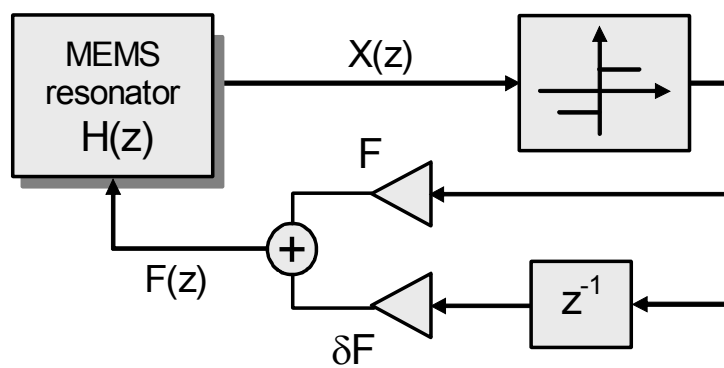 MEMS
resonator
H(z)
X(z)
F
+
F(z)
z-1
δF